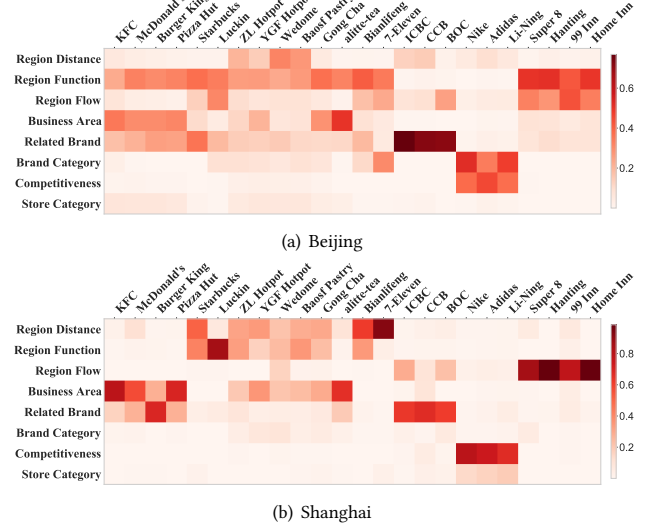 KFC McDonald Burger King Pizza Hut Starbucks Luckin ZL Hotpot YGF Hotpot Wedome Baosf Pastry Gong Cha alitte-tea Bianlifeng 7-Eleven ICBC CCB BOC Nike Adidas Li-Ning Super 8 Hanting 99 Inn Home Inn
Region Distance
Region Function
Region Flow
Business Area
Related Brand
Brand Category
Competitiveness
Store Category
0.6
0.4
0.2
(a) Beijing
KFC McDonald's Burger King Pizza Hut Starbucks Luckin ZL Hotpot YGF Hotpot Wedome Baosf Pastry Gong Cha alitte-tea Bianlifeng 7-Eleven ICBC CCB BOC Nike Adidas Li-Ning Super 8 Hanting 99 Inn Home Inn
Region Distance
Region Function
Region Flow
Business Area
Related Brand
Brand Category
Competitiveness
Store Category
0.8
0.6
0.4
0.2
(b) Shanghai